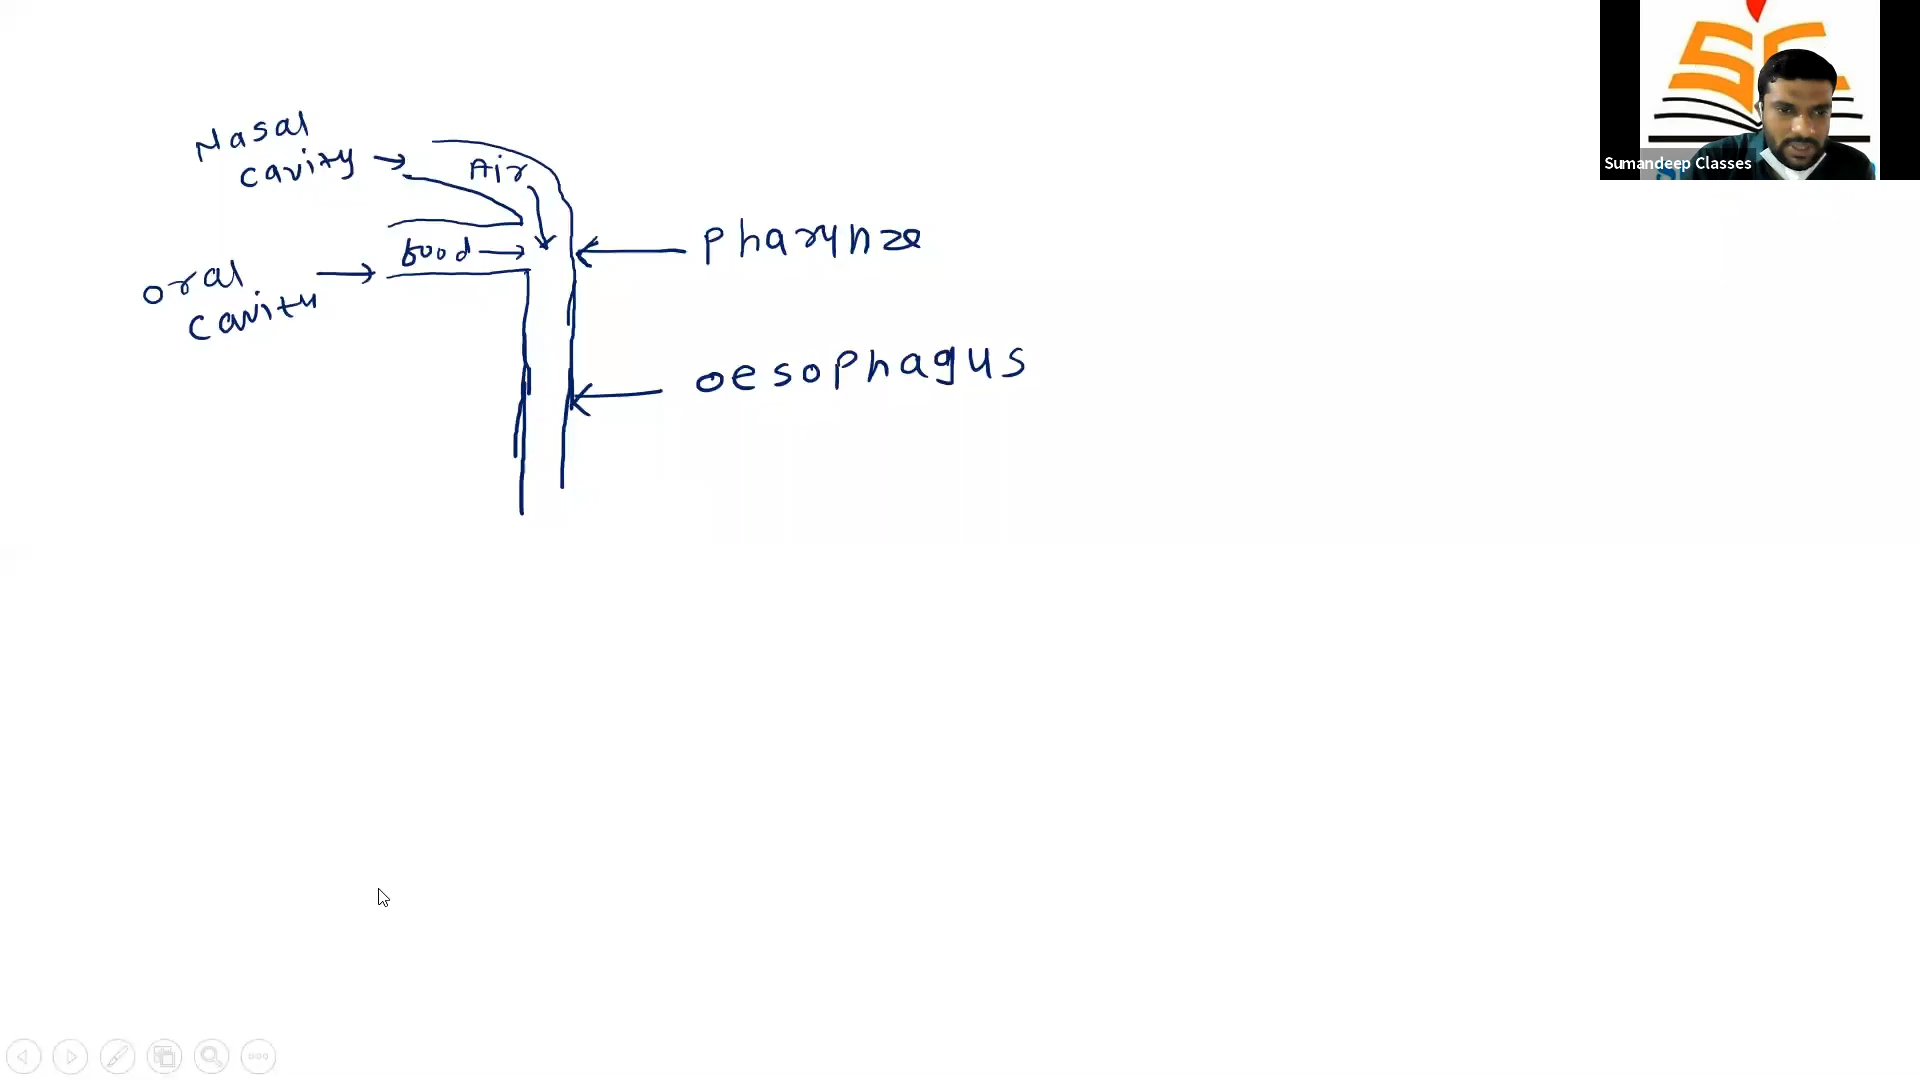 Nasal
cavity
Air
food
Pharynx
oral
cavity
oesophagus
Sumandeep Classes